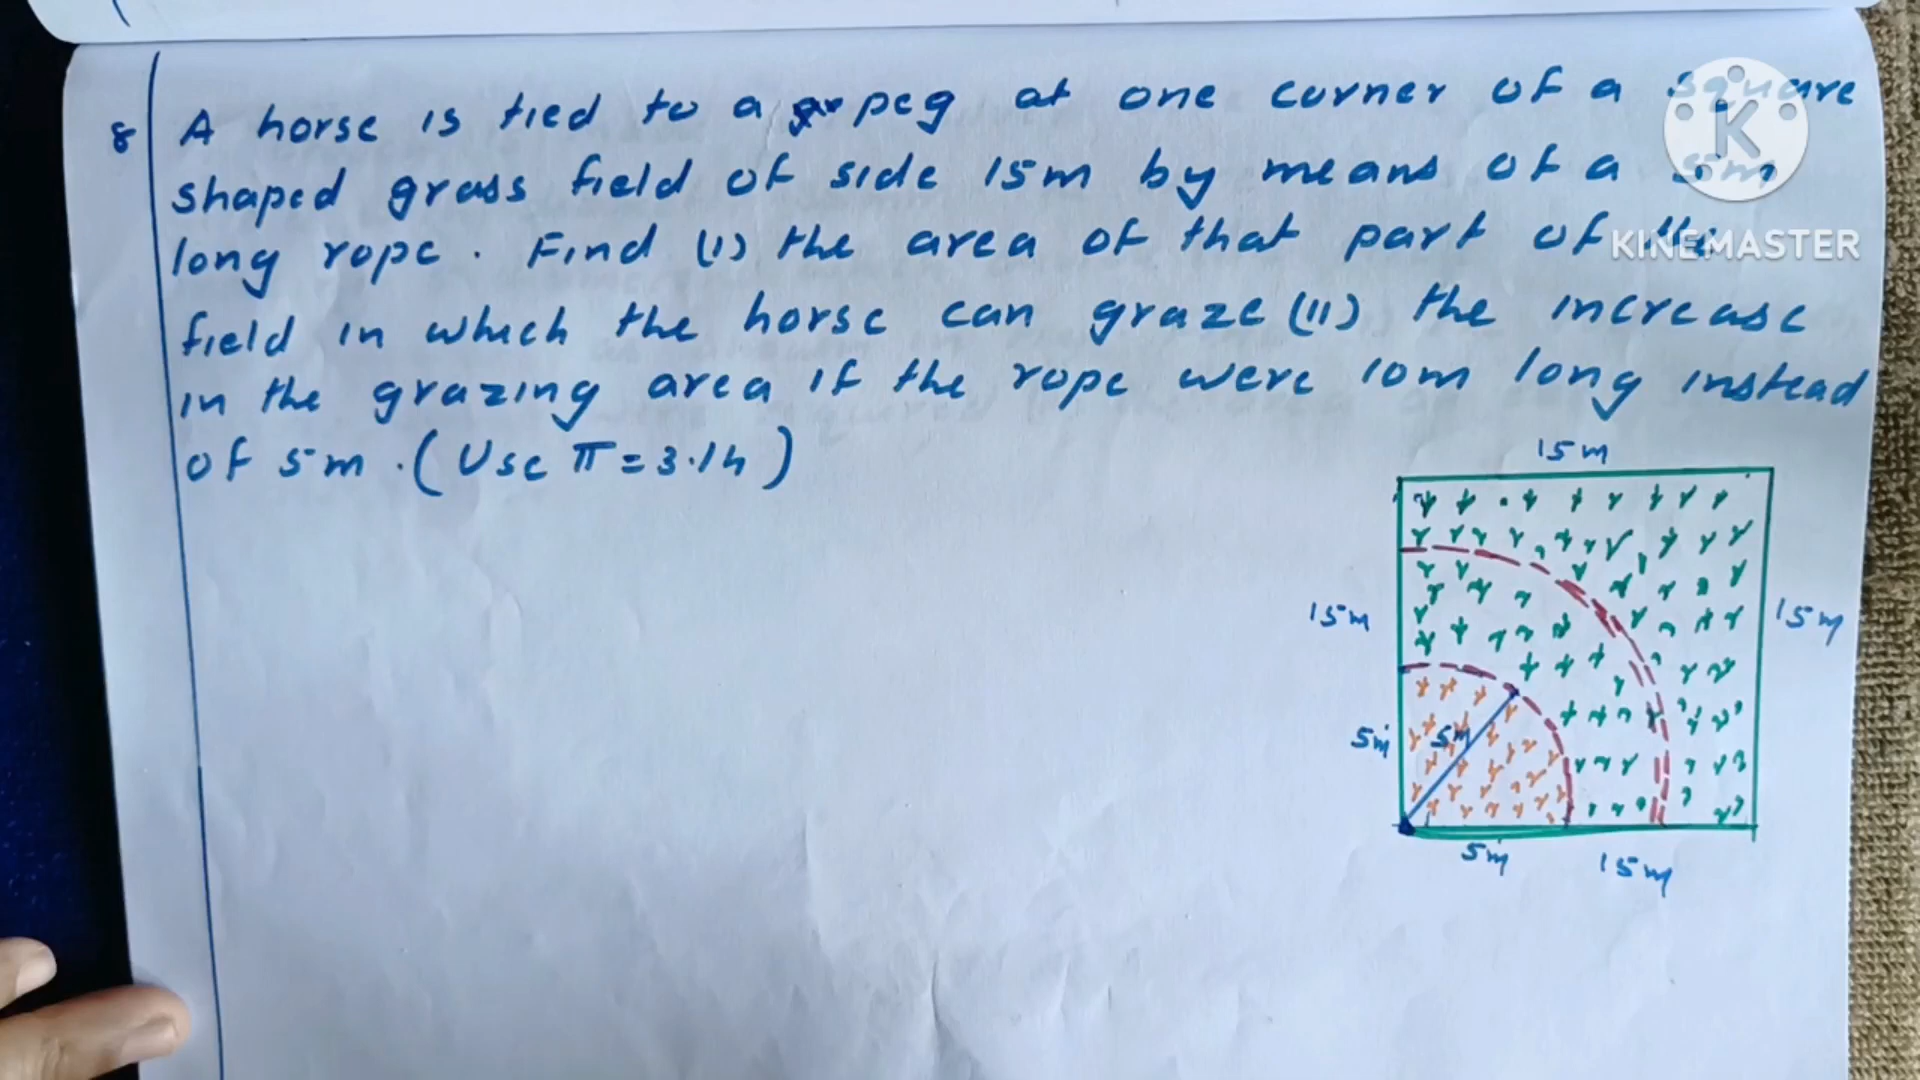 8 A horse is tied to a peg at one corner of a square
shaped grass field of side 15m by means of a 5m
long rope. Find (i) the area of that part of the
field in which the horse can graze (ii) the increase
in the grazing area if the rope were 10m long instead
of 5m. (Use π = 3.14)
15m
15m
15m
5m
5m
5m
15m
K
KINEMASTER